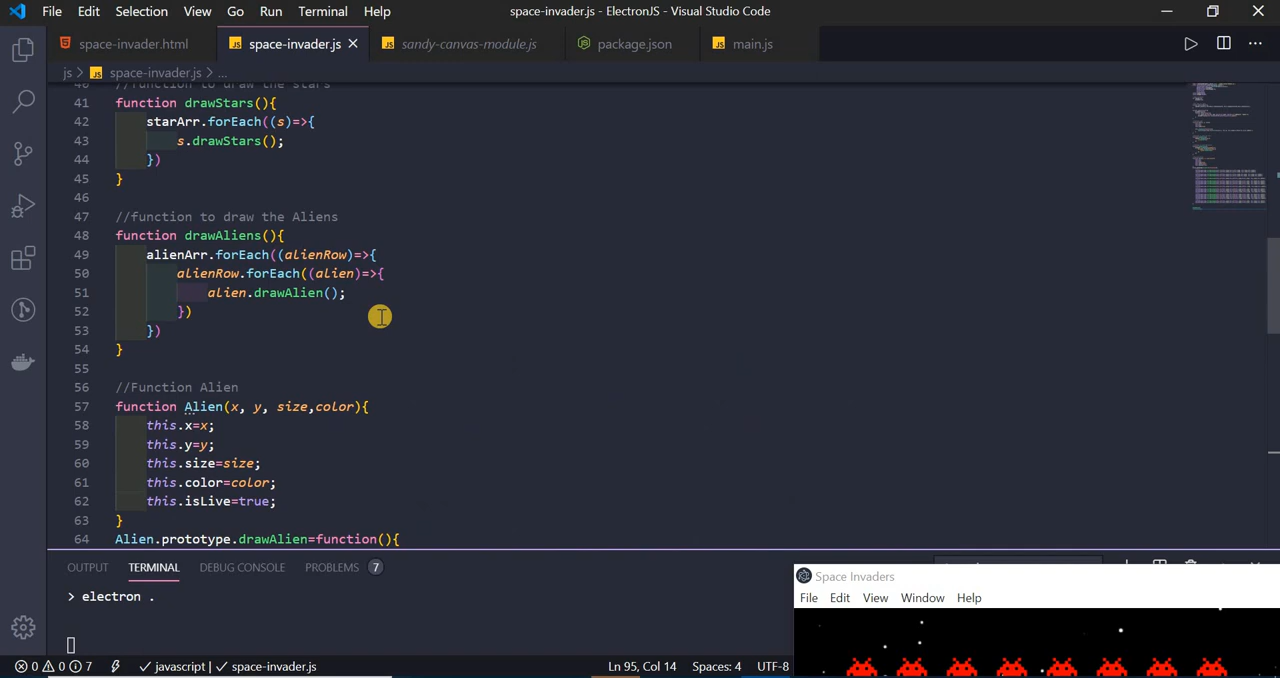 File Edit Selection View Go Run Terminal Help space-invader.js - ElectronJS - Visual Studio Code
space-invader.html space-invader.js sandy-canvas-module.js package.json main.js
js > space-invader.js > ...
40 //function to draw the stars
41 function drawStars(){
42 starArr.forEach((s)=>{
43 s.drawStars();
44 })
45 }
46
47 //function to draw the Aliens
48 function drawAliens(){
49 alienArr.forEach((alienRow)=>{
50 alienRow.forEach((alien)=>{
51 alien.drawAlien();
52 })
53 })
54 }
55
56 //Function Alien
57 function Alien(x, y, size,color){
58 this.x=x;
59 this.y=y;
60 this.size=size;
61 this.color=color;
62 this.isLive=true;
63 }
64 Alien.prototype.drawAlien=function(){
OUTPUT TERMINAL DEBUG CONSOLE PROBLEMS 7
> electron .
Space Invaders
File Edit View Window Help
0 0 7 javascript | space-invader.js Ln 95, Col 14 Spaces: 4 UTF-8